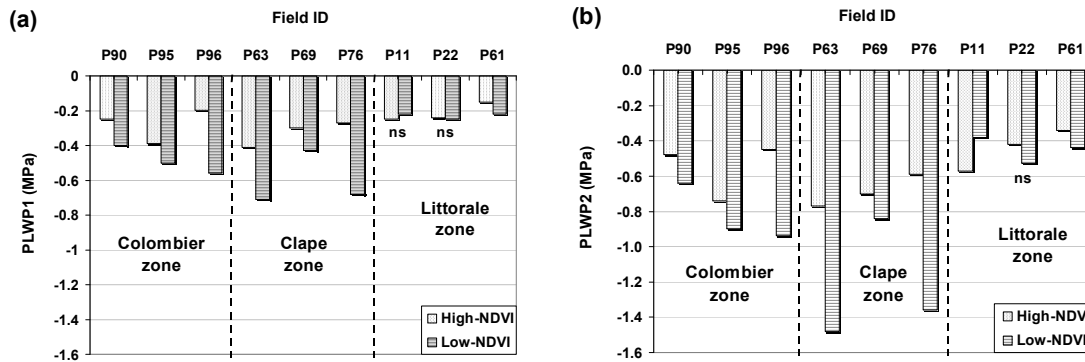 (a)
Field ID
P90 P95 P96 P63 P69 P76 P11 P22 P61
0
-0.2
-0.4
-0.6
-0.8
-1
-1.2
-1.4
-1.6
PLWP1 (MPa)
ns ns
Colombier
zone
Clape
zone
Littorale
zone
High-NDVI
Low-NDVI
(b)
Field ID
P90 P95 P96 P63 P69 P76 P11 P22 P61
0.0
-0.2
-0.4
-0.6
-0.8
-1.0
-1.2
-1.4
-1.6
PLWP2 (MPa)
ns
Colombier
zone
Clape
zone
Littorale
zone
High-NDV
Low-NDVI